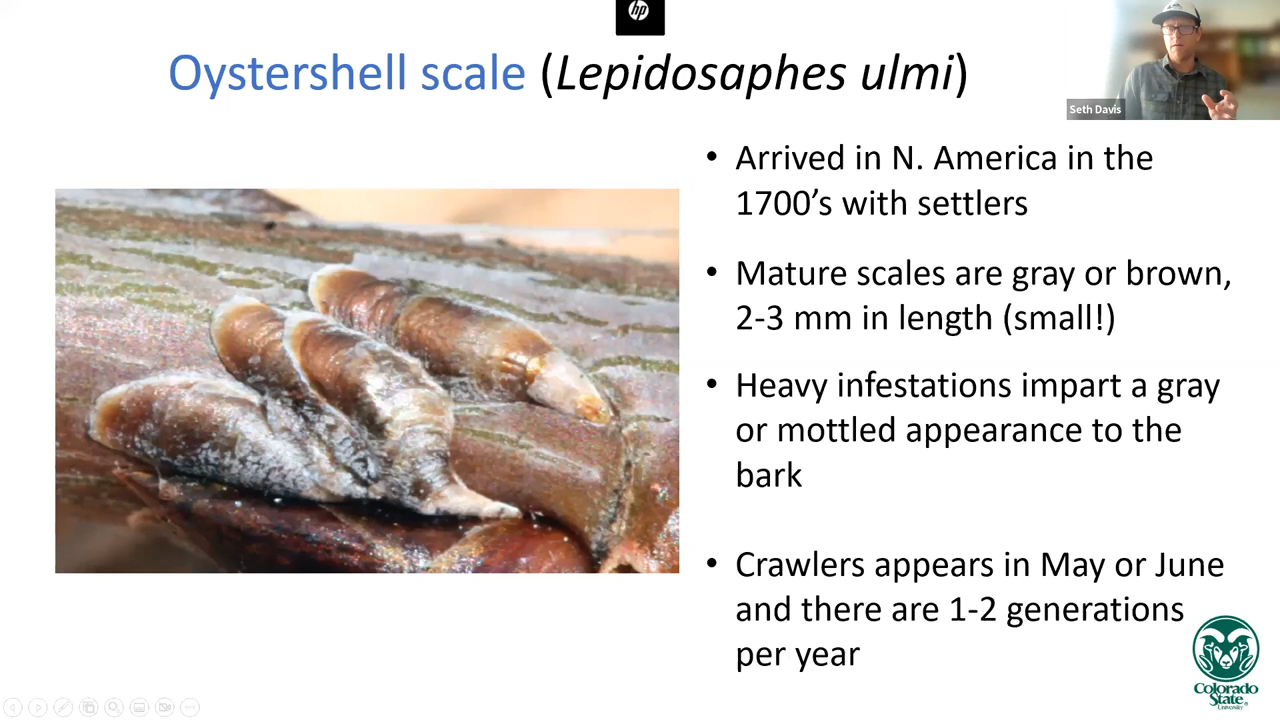 hp
Oystershell scale (Lepidosaphes ulmi)
Seth Davis
• Arrived in N. America in the
1700’s with settlers
• Mature scales are gray or brown,
2-3 mm in length (small!)
• Heavy infestations impart a gray
or mottled appearance to the
bark
• Crawlers appears in May or June
and there are 1-2 generations
per year
Colorado
State
University